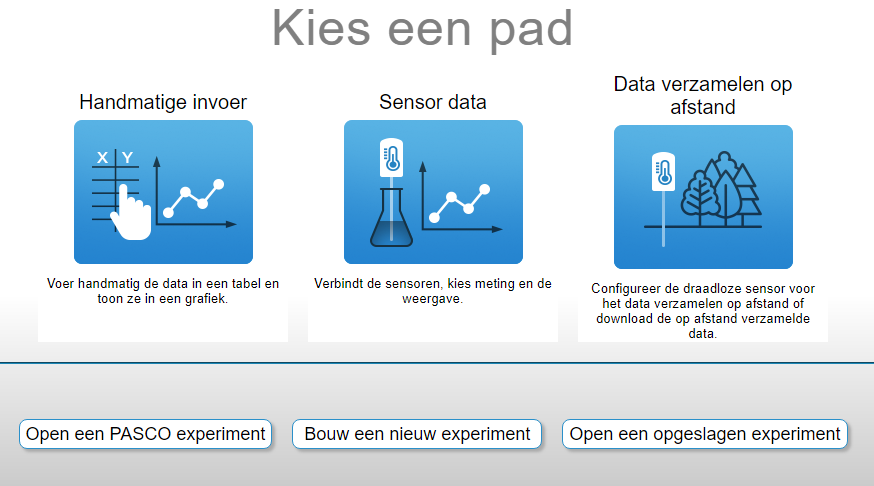 Kies een pad
Handmatige invoer
X Y
Voer handmatig de data in een tabel en
toon ze in een grafiek.
Sensor data
Verbindt de sensoren, kies meting en de
weergave.
Data verzamelen op
afstand
Configureer de draadloze sensor voor
het data verzamelen op afstand of
download de op afstand verzamelde
data.
Open een PASCO experiment
Bouw een nieuw experiment
Open een opgeslagen experiment